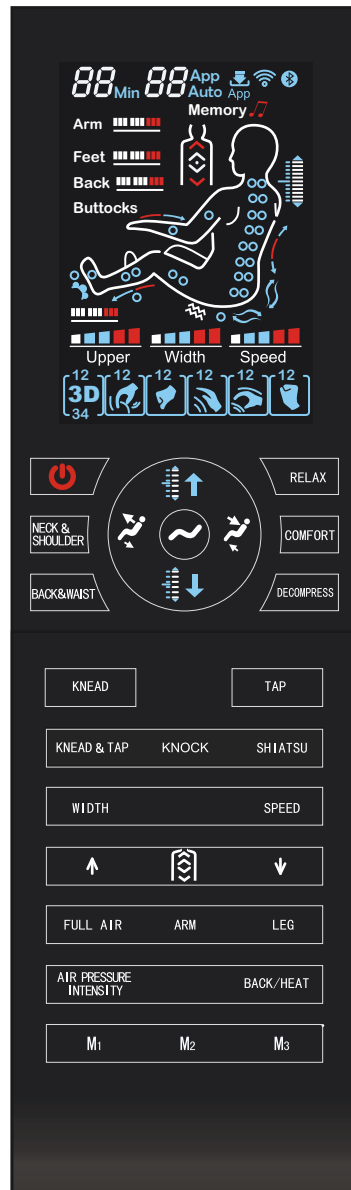 88 Min 88 App Auto App
Memory
Arm
Feet
Back
Buttocks
Upper Width Speed
12 12 12 12 12 12
3D
34
RELAX
NECK &
SHOULDER
COMFORT
BACK&WAIST
DECOMPRESS
KNEAD TAP
KNEAD & TAP KNOCK SHIATSU
WIDTH SPEED
FULL AIR ARM LEG
AIR PRESSURE
INTENSITY
BACK/HEAT
M1 M2 M3